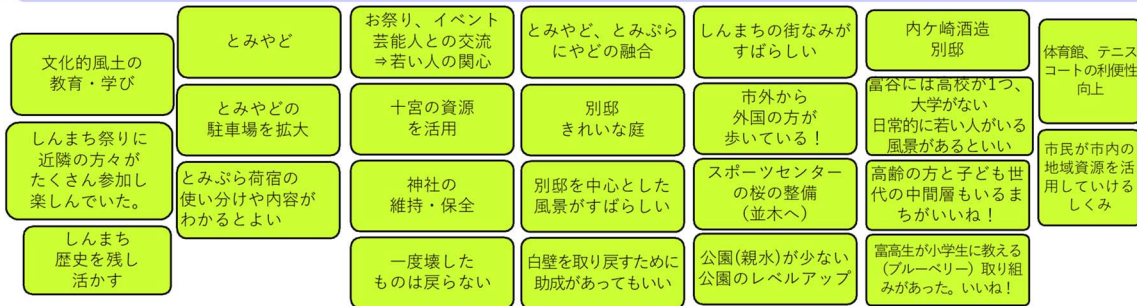 文化的風土の
教育・学び
しんまち祭りに
近隣の方々が
たくさん参加し
楽しんでいた。
しんまち
歴史を残し
活かす
とみやど
とみやどの
駐車場を拡大
とみぷら荷宿の
使い分けや内容が
わかるとよい
お祭り、イベント
芸能人との交流
⇒若い人の関心
十宮の資源
を活用
神社の
維持・保全
一度壊した
ものは戻らない
とみやど、とみぷら
にやどの融合
別邸
きれいな庭
別邸を中心とした
風景がすばらしい
白壁を取り戻すために
助成があってもいい
しんまちの街なみが
すばらしい
市外から
外国の方が
歩いている！
スポーツセンター
の桜の整備
（並木へ）
公園(親水)が少ない
公園のレベルアップ
内ケ崎酒造
別邸
富谷には高校が1つ、
大学がない
日常的に若い人がいる
風景があるといい
高齢の方と子ども世
代の中間層もいるま
ちがいいね！
富高生が小学生に教える
（ブルーベリー）取り組
みがあった。いいね！
体育館、テニス
コートの利便性
向上
市民が市内の
地域資源を活
用していける
しくみ